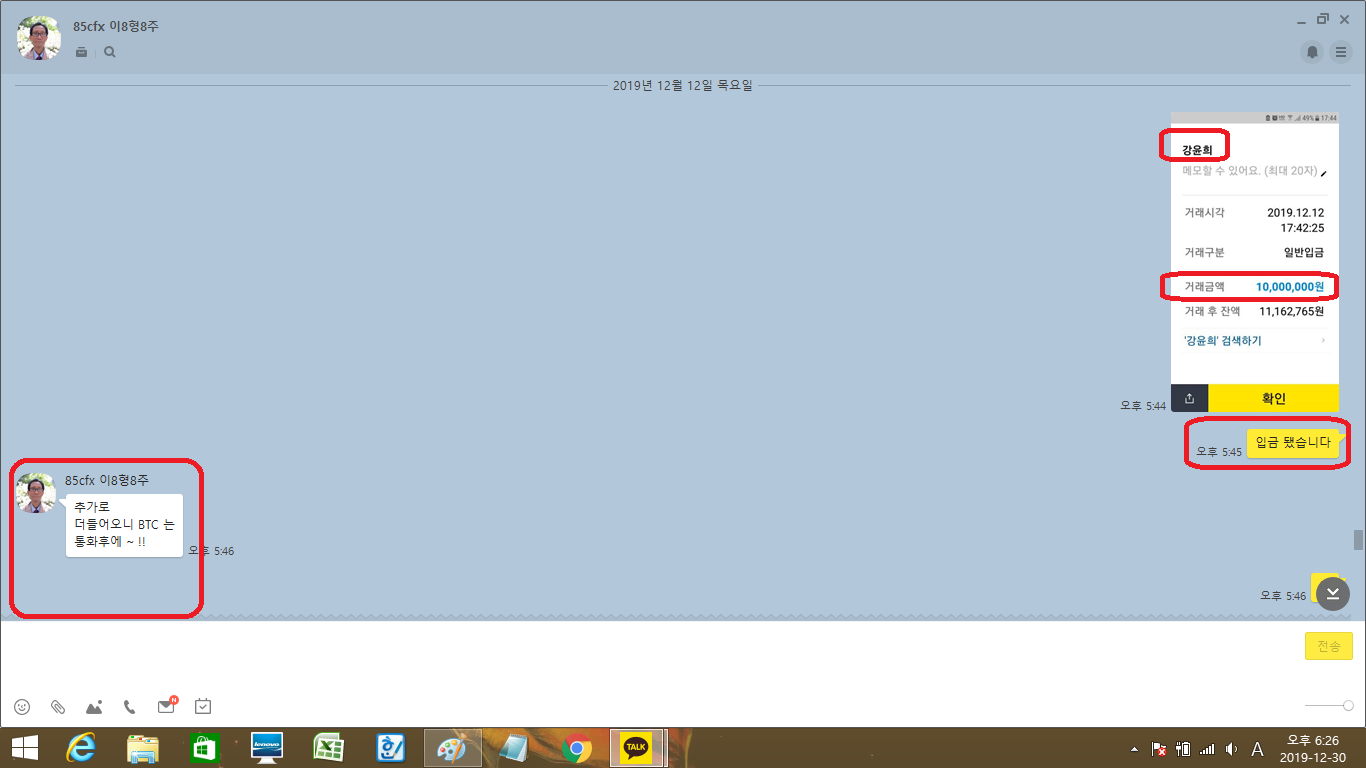 85cfx 이8형8주
2019년 12월 12일 목요일
49% 17:44
강윤희
메모할 수 있어요. (최대 20자)
거래시각 2019.12.12
17:42:25
거래구분 일반입금
거래금액 10,000,000원
거래 후 잔액 11,162,765원
'강윤희' 검색하기
확인
오후 5:44
입금 됐습니다
오후 5:45
85cfx 이8형8주
추가로
더들어오니 BTC 는
통화후에 ~ !!
오후 5:46
오후 5:46
전송
N
lenovo
TALK
A
오후 6:26
2019-12-30